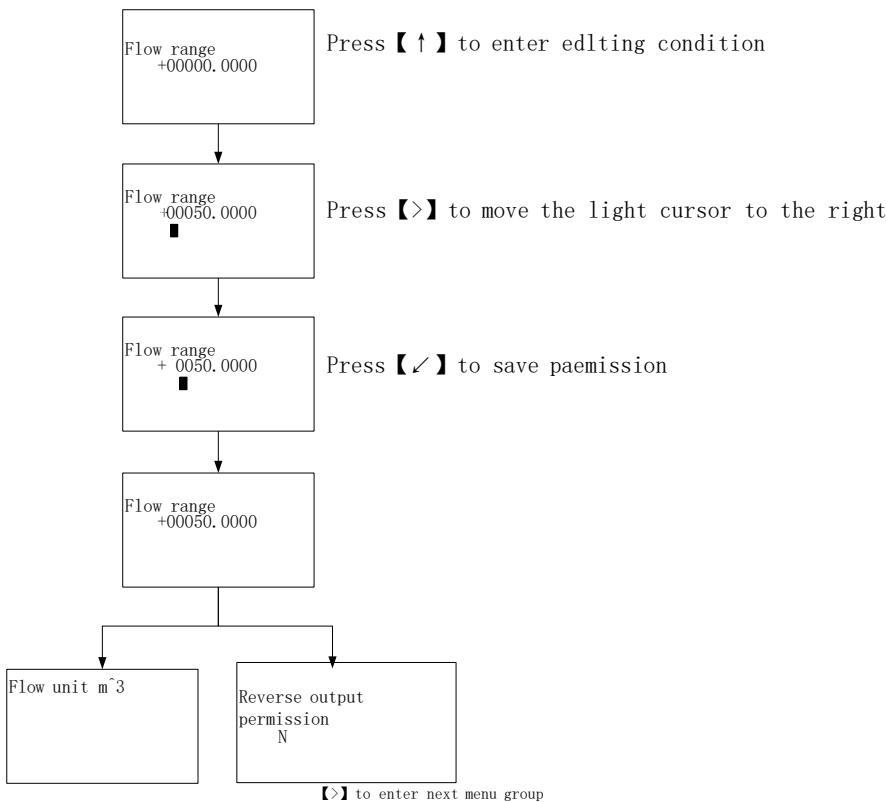 Flow range
+00000.0000
Press【↑】to enter edlting condition
Flow range
+00050.0000
Press【>】to move the light cursor to the right
Flow range
+ 0050.0000
Press【↙】to save paemission
Flow range
+00050.0000
Flow unit m^3
Reverse output
permission
N
【>】to enter next menu group